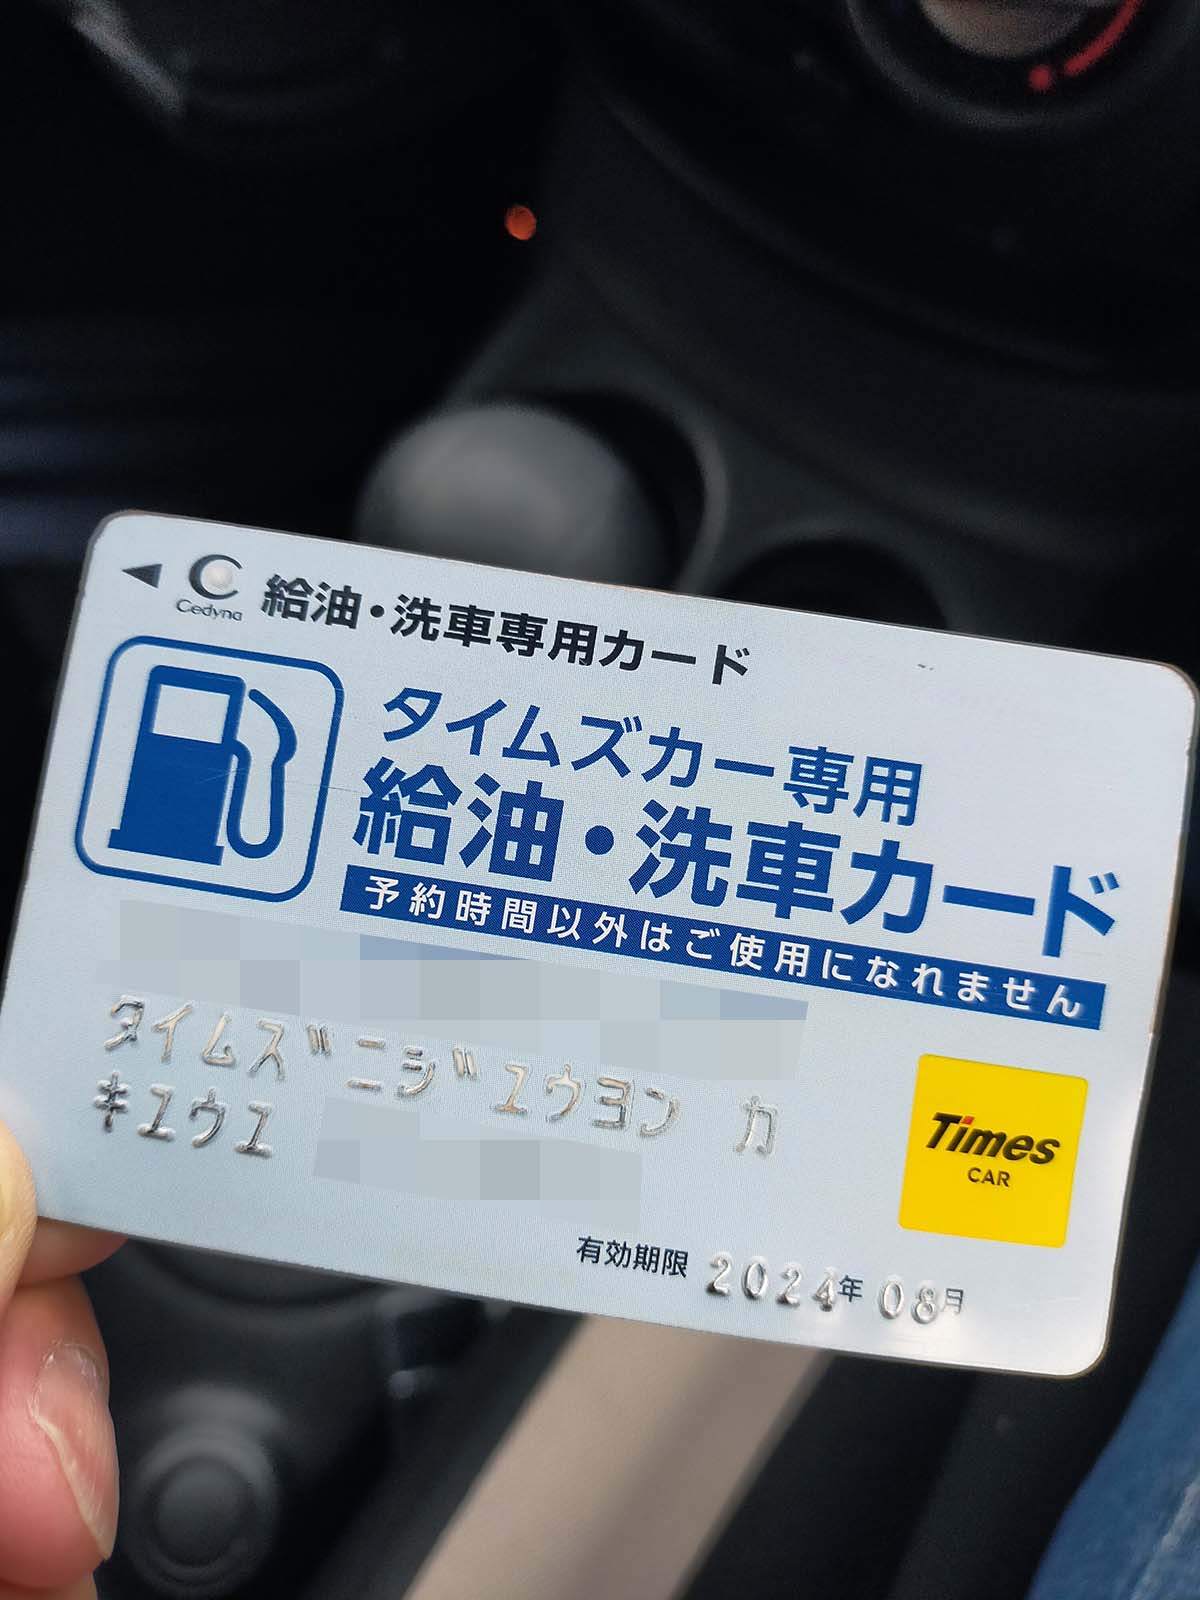 Cedyna 給油・洗車専用カード
タイムズカー専用
給油・洗車カード
予約時間以外はご使用になれません
タイムズ゛ニシ゛ユウヨン カ
キユウユ
Times
CAR
有効期限 2024年 08月